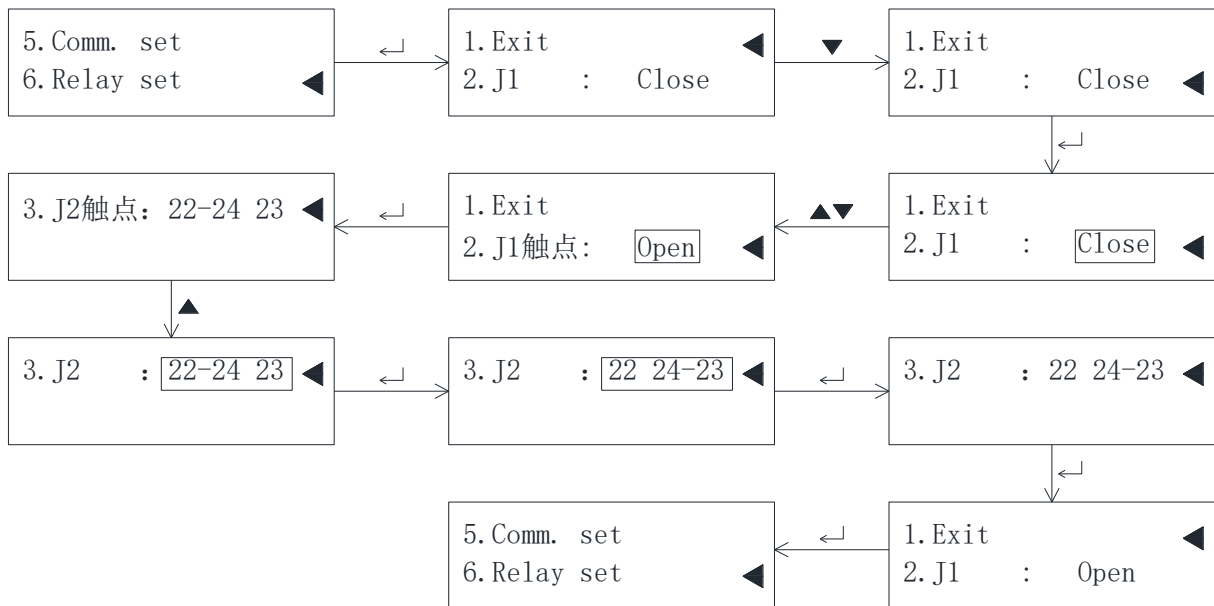 5.Comm. set
6.Relay set
1.Exit
2.J1 : Close
1.Exit
2.J1 : Close
3.J2触点: 22-24 23
1.Exit
2.J1触点: Open
1.Exit
2.J1 : Close
3.J2 : 22-24 23
3.J2 : 22 24-23
3.J2 : 22 24-23
5.Comm. set
6.Relay set
1.Exit
2.J1 : Open